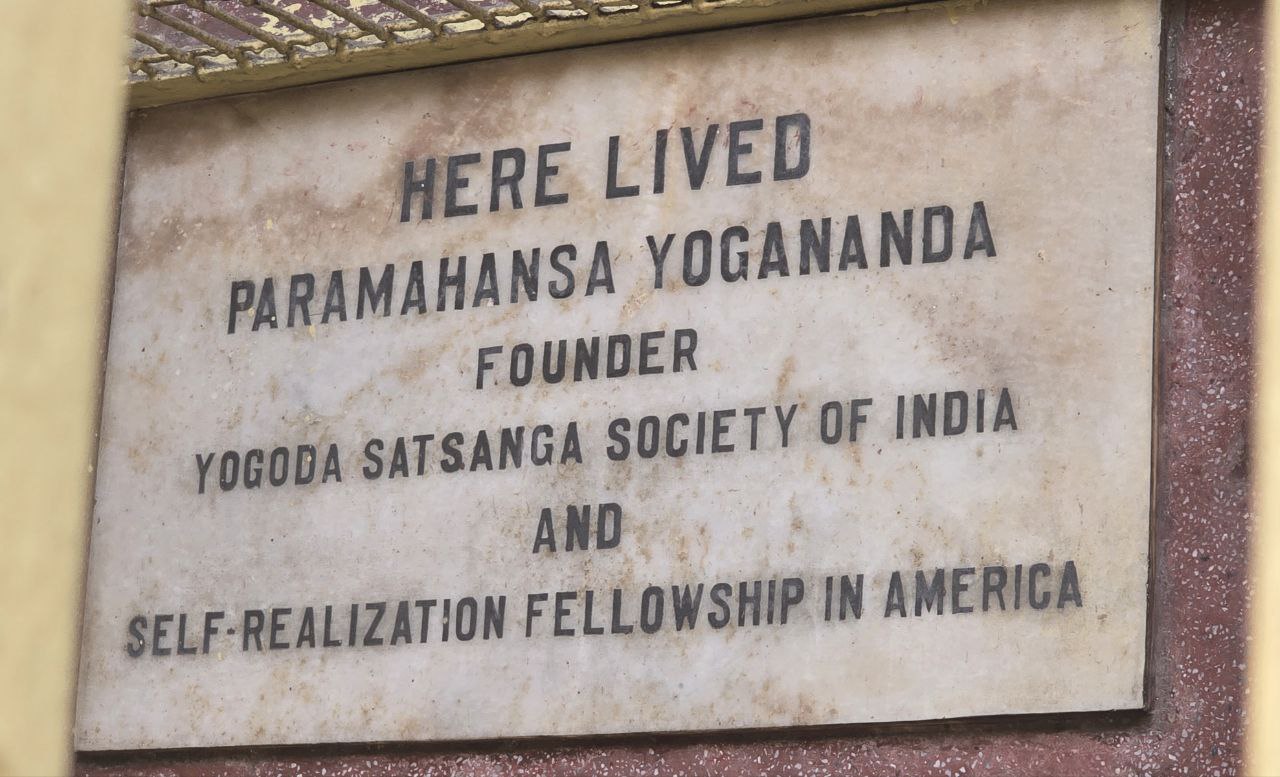 HERE LIVED
PARAMAHANSA YOGANANDA
FOUNDER
YOGODA SATSANGA SOCIETY OF INDIA
AND
SELF-REALIZATION FELLOWSHIP IN AMERICA